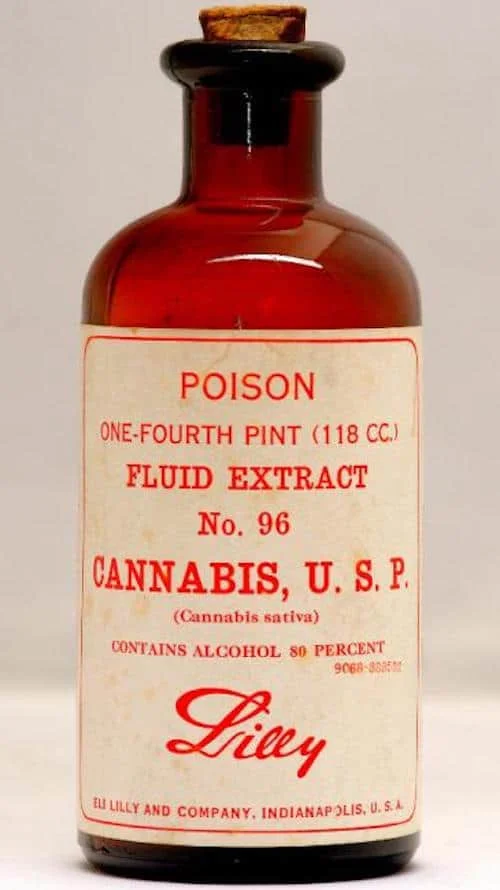 POISON
ONE-FOURTH PINT (118 CC.)
FLUID EXTRACT
No. 96
CANNABIS, U. S. P.
(Cannabis sativa)
CONTAINS ALCOHOL 80 PERCENT
Lilly
ELI LILLY AND COMPANY, INDIANAPOLIS, U. S. A.